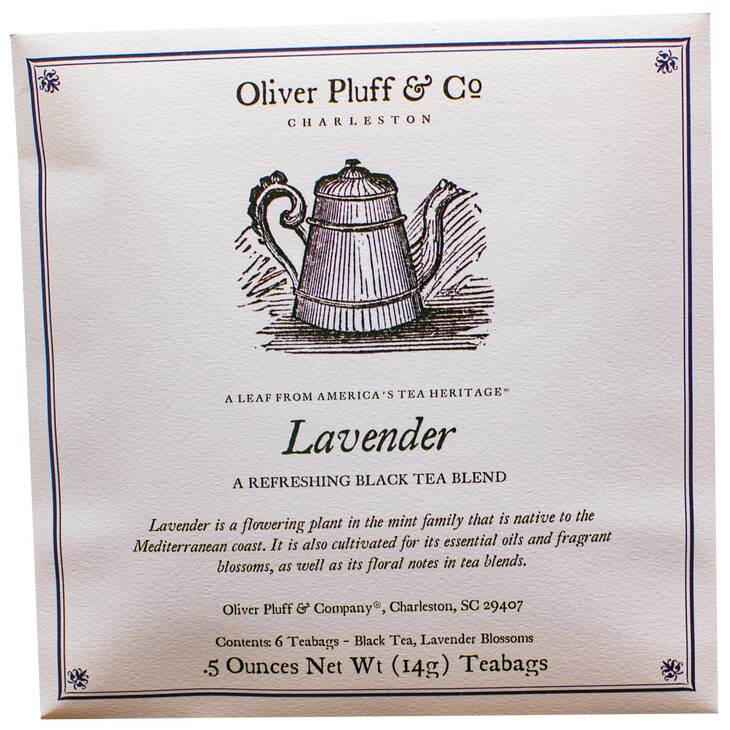 Oliver Pluff & Co
CHARLESTON
A LEAF FROM AMERICA'S TEA HERITAGE™
Lavender
A REFRESHING BLACK TEA BLEND
Lavender is a flowering plant in the mint family that is native to the
Mediterranean coast. It is also cultivated for its essential oils and fragrant
blossoms, as well as its floral notes in tea blends.
Oliver Pluff & Company®, Charleston, SC 29407
Contents: 6 Teabags - Black Tea, Lavender Blossoms
.5 Ounces Net Wt (14g) Teabags